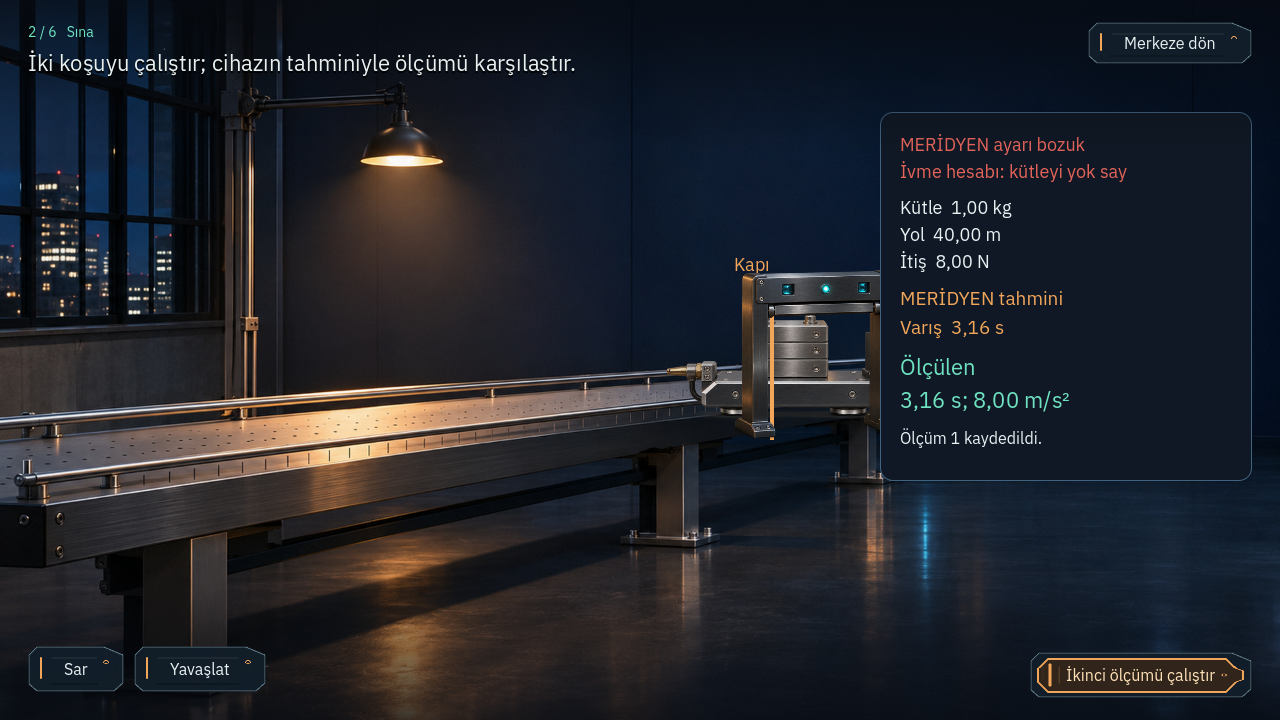 2 / 6 Sına
İki koşuyu çalıştır; cihazın tahminiyle ölçümü karşılaştır.
Merkeze dön
MERİDYEN ayarı bozuk
İvme hesabı: kütleyi yok say
Kütle 1,00 kg
Yol 40,00 m
İtiş 8,00 N
MERİDYEN tahmini
Varış 3,16 s
Ölçülen
3,16 s; 8,00 m/s²
Ölçüm 1 kaydedildi.
Kapı
Sar
Yavaşlat
İkinci ölçümü çalıştır